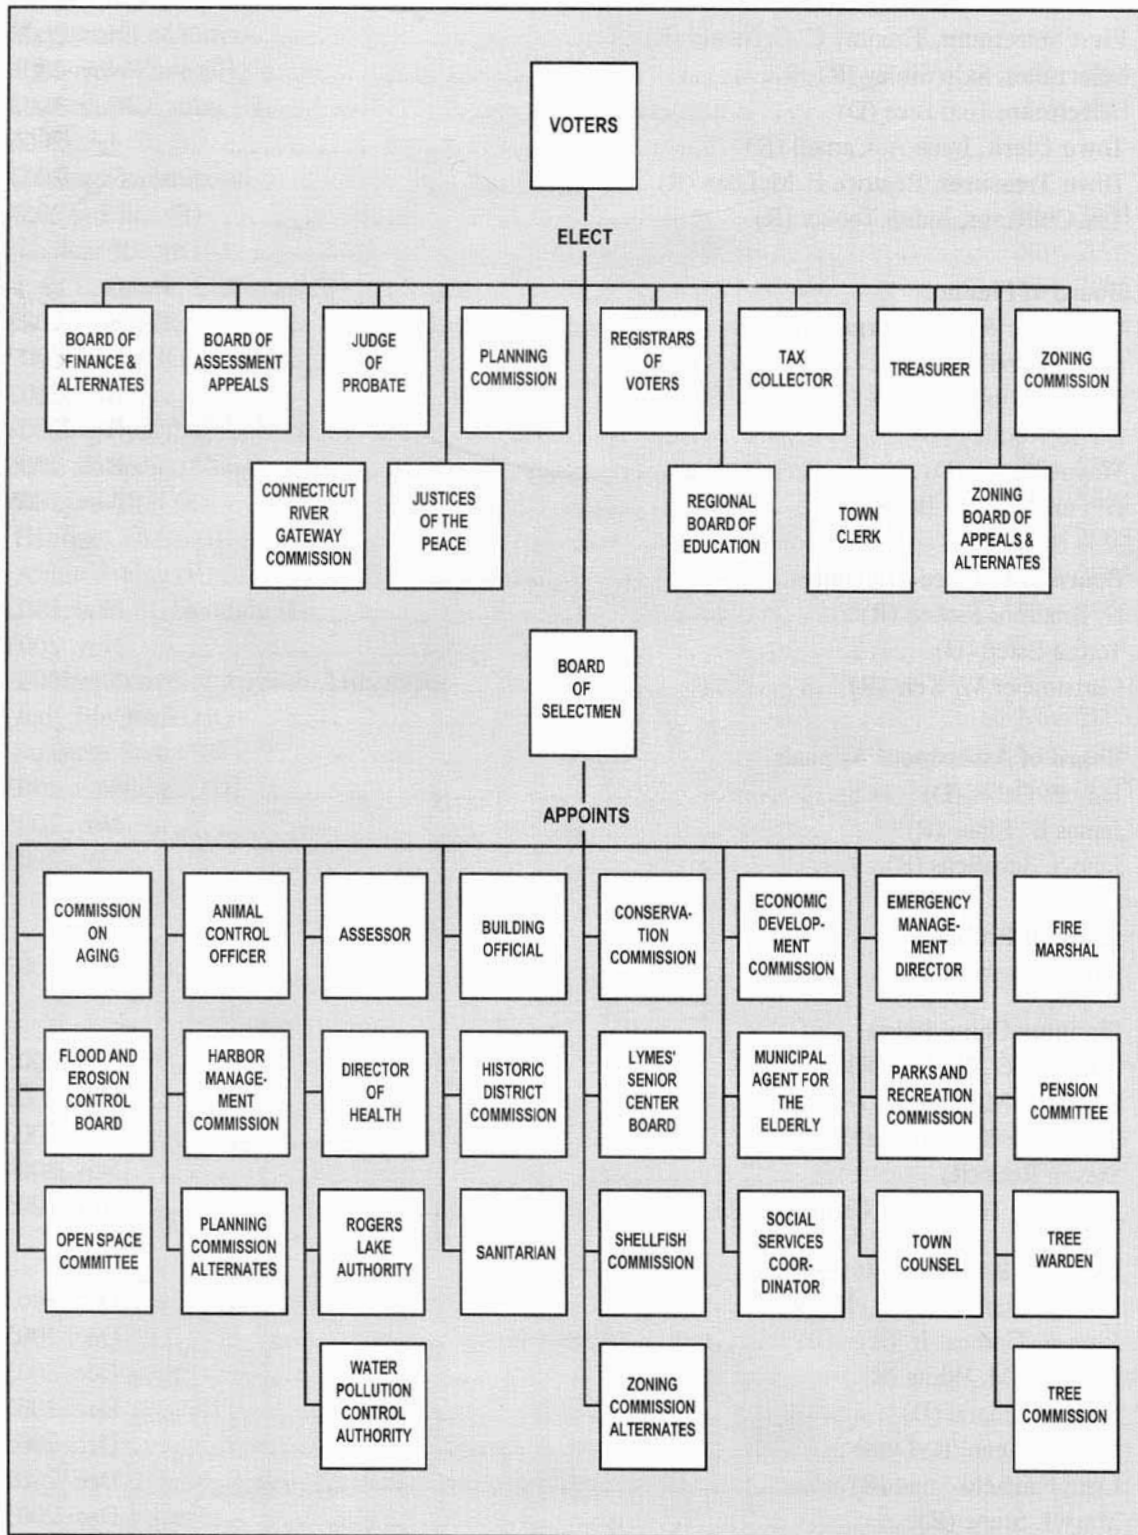 VOTERS
ELECT
BOARD OF
FINANCE &
ALTERNATES
BOARD OF
ASSESSMENT
APPEALS
JUDGE
OF
PROBATE
PLANNING
COMMISSION
REGISTRARS
OF
VOTERS
TAX
COLLECTOR
TREASURER
ZONING
COMMISSION
CONNECTICUT
RIVER
GATEWAY
COMMISSION
JUSTICES
OF THE
PEACE
REGIONAL
BOARD OF
EDUCATION
TOWN
CLERK
ZONING
BOARD OF
APPEALS &
ALTERNATES
BOARD
OF
SELECTMEN
APPOINTS
COMMISSION
ON
AGING
ANIMAL
CONTROL
OFFICER
ASSESSOR
BUILDING
OFFICIAL
CONSERVA-
TION
COMMISSION
ECONOMIC
DEVELOP-
MENT
COMMISSION
EMERGENCY
MANAGE-
MENT
DIRECTOR
FIRE
MARSHAL
FLOOD AND
EROSION
CONTROL
BOARD
HARBOR
MANAGE-
MENT
COMMISSION
DIRECTOR
OF
HEALTH
HISTORIC
DISTRICT
COMMISSION
LYMES'
SENIOR
CENTER
BOARD
MUNICIPAL
AGENT FOR
THE
ELDERLY
PARKS AND
RECREATION
COMMISSION
PENSION
COMMITTEE
OPEN SPACE
COMMITTEE
PLANNING
COMMISSION
ALTERNATES
ROGERS
LAKE
AUTHORITY
SANITARIAN
SHELLFISH
COMMISSION
SOCIAL
SERVICES
COOR-
DINATOR
TOWN
COUNSEL
TREE
WARDEN
WATER
POLLUTION
CONTROL
AUTHORITY
ZONING
COMMISSION
ALTERNATES
TREE
COMMISSION